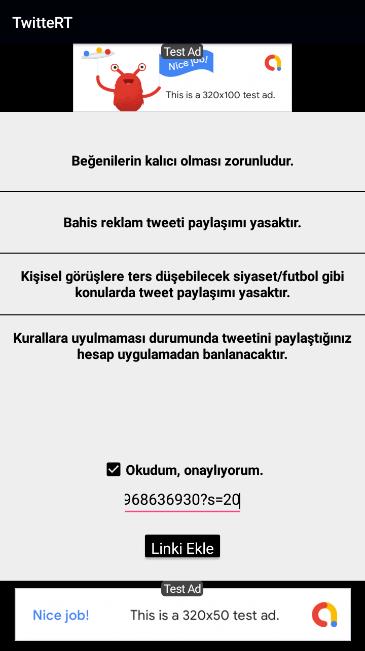 TwitteRT
Test Ad
Nice job!
This is a 320x100 test ad.
Beğenilerin kalıcı olması zorunludur.
Bahis reklam tweeti paylaşımı yasaktır.
Kişisel görüşlere ters düşebilecek siyaset/futbol gibi
konularda tweet paylaşımı yasaktır.
Kurallara uyulmaması durumunda tweetini paylaştığınız
hesap uygulamadan banlanacaktır.
Okudum, onaylıyorum.
968636930?s=20
Linki Ekle
Test Ad
Nice job!
This is a 320x50 test ad.